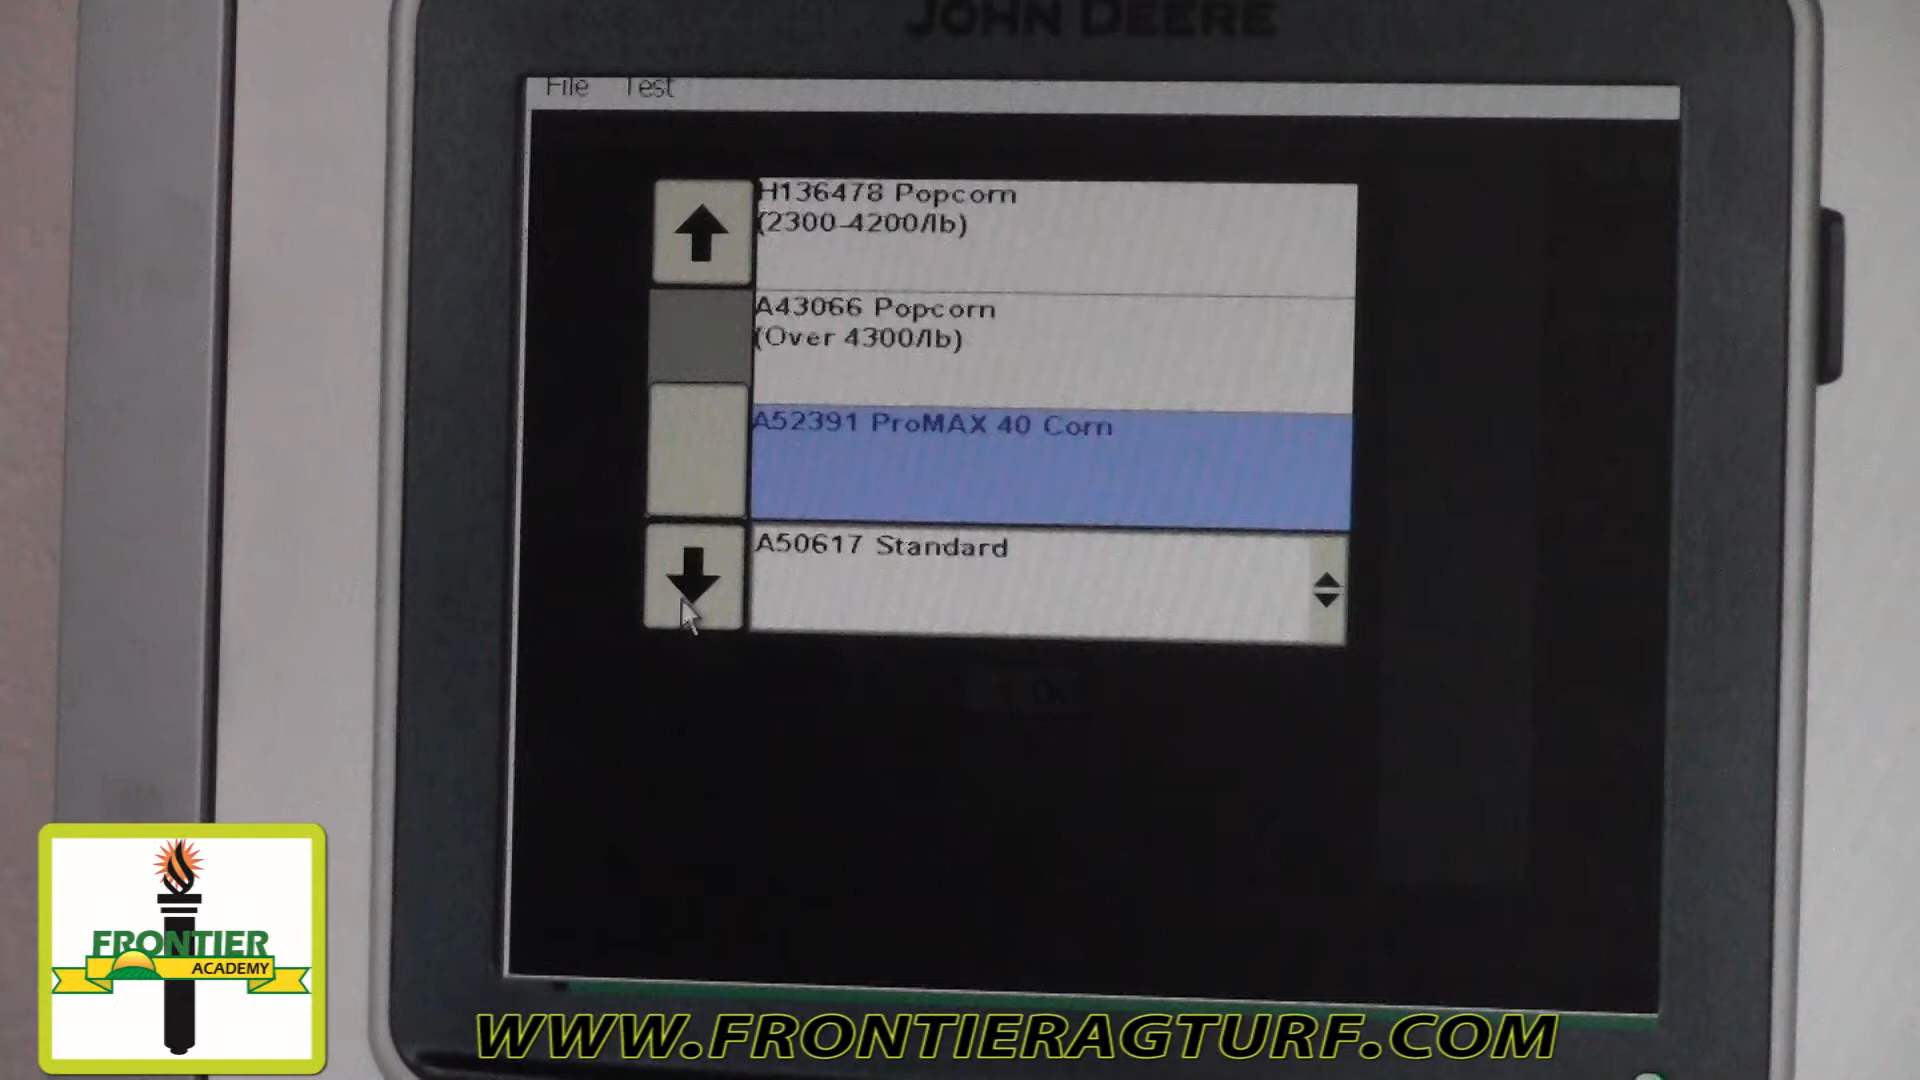 JOHN DEERE
File Test
H136478 Popcorn
(2300-4200/lb)
A43066 Popcorn
(Over 4300/lb)
A52391 ProMAX 40 Corn
A50617 Standard
FRONTIER
ACADEMY
WWW.FRONTIERAGTURF.COM